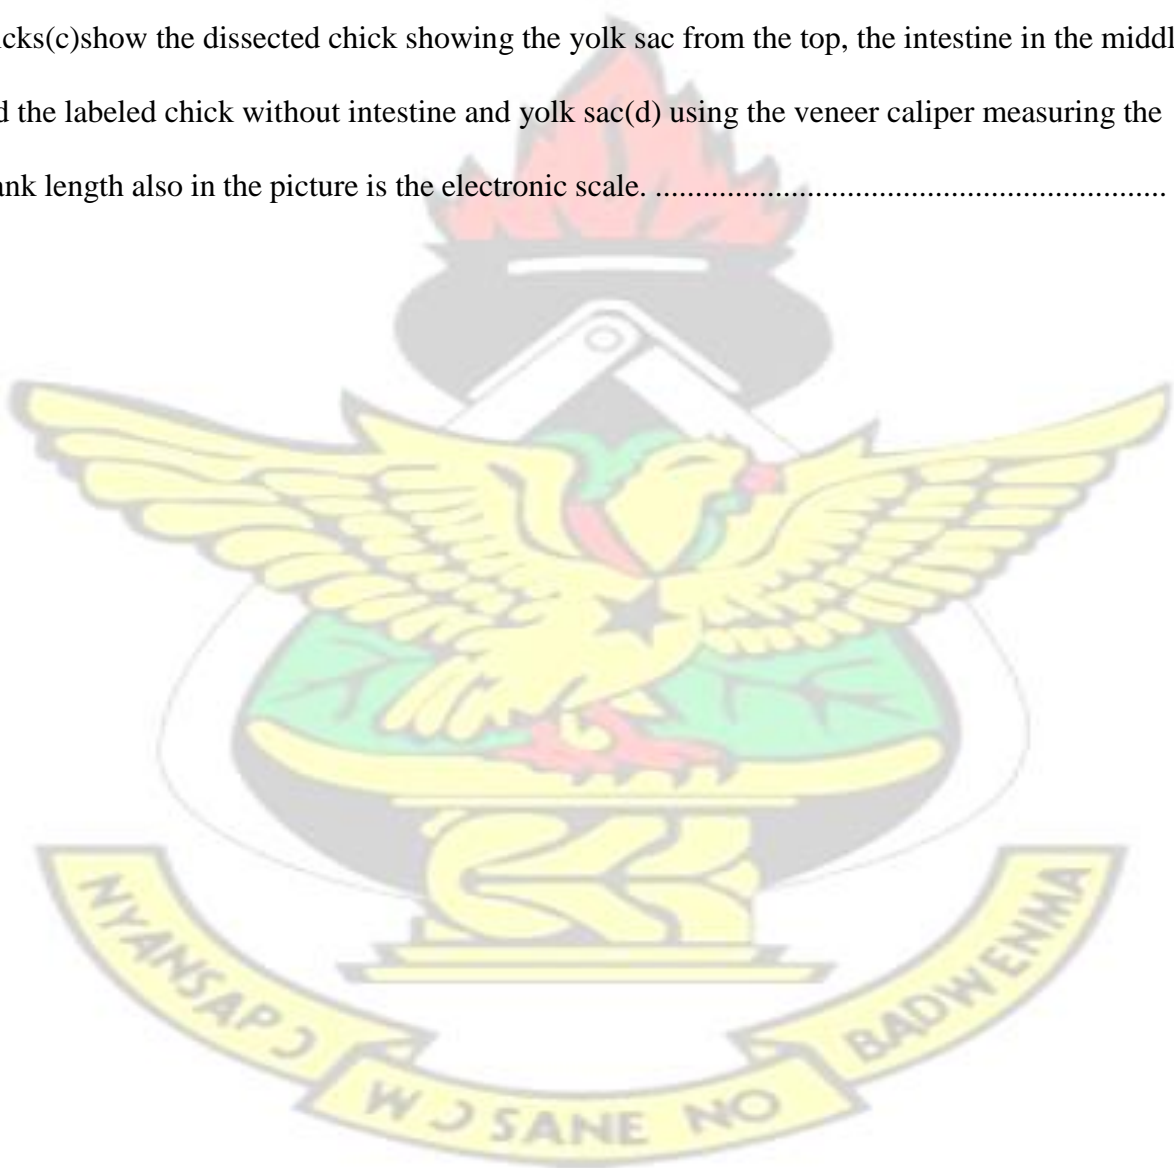 icks(c)show the dissected chick showing the yolk sac from the top, the intestine in the middl
d the labeled chick without intestine and yolk sac(d) using the veneer caliper measuring the
ank length also in the picture is the electronic scale. ................................................................
NYANSAPƆ
WƆSANE NO
BADWENMA